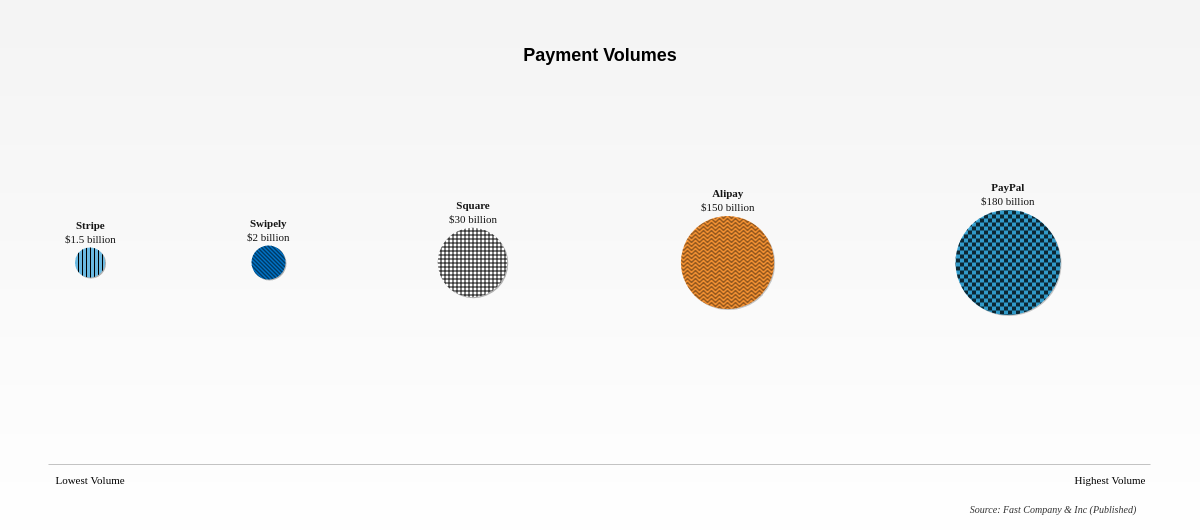 Payment Volumes
Stripe
$1.5 billion
Swipely
$2 billion
Square
$30 billion
Alipay
$150 billion
PayPal
$180 billion
Lowest Volume
Highest Volume
Source: Fast Company & Inc (Published)